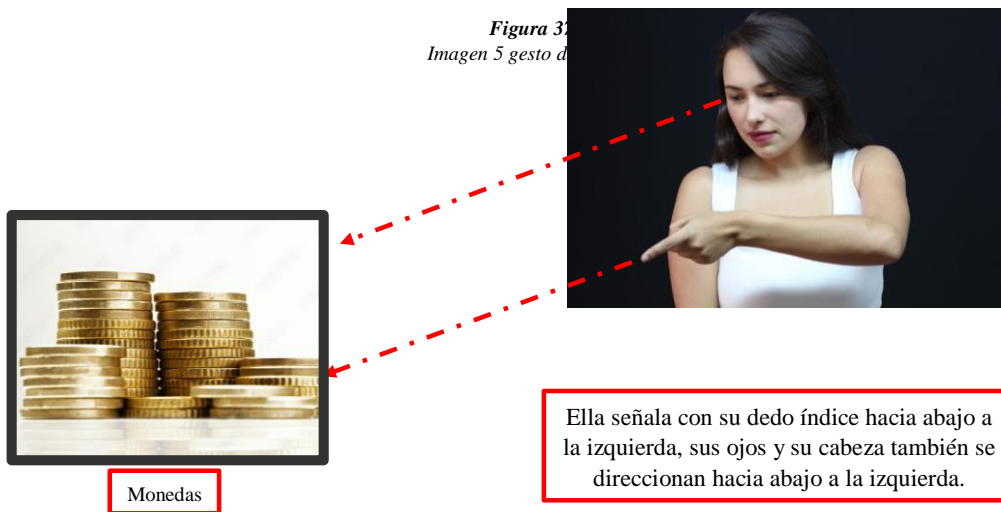 Figura 37
Imagen 5 gesto d
Ella señala con su dedo índice hacia abajo a
la izquierda, sus ojos y su cabeza también se
direccionan hacia abajo a la izquierda.
Monedas